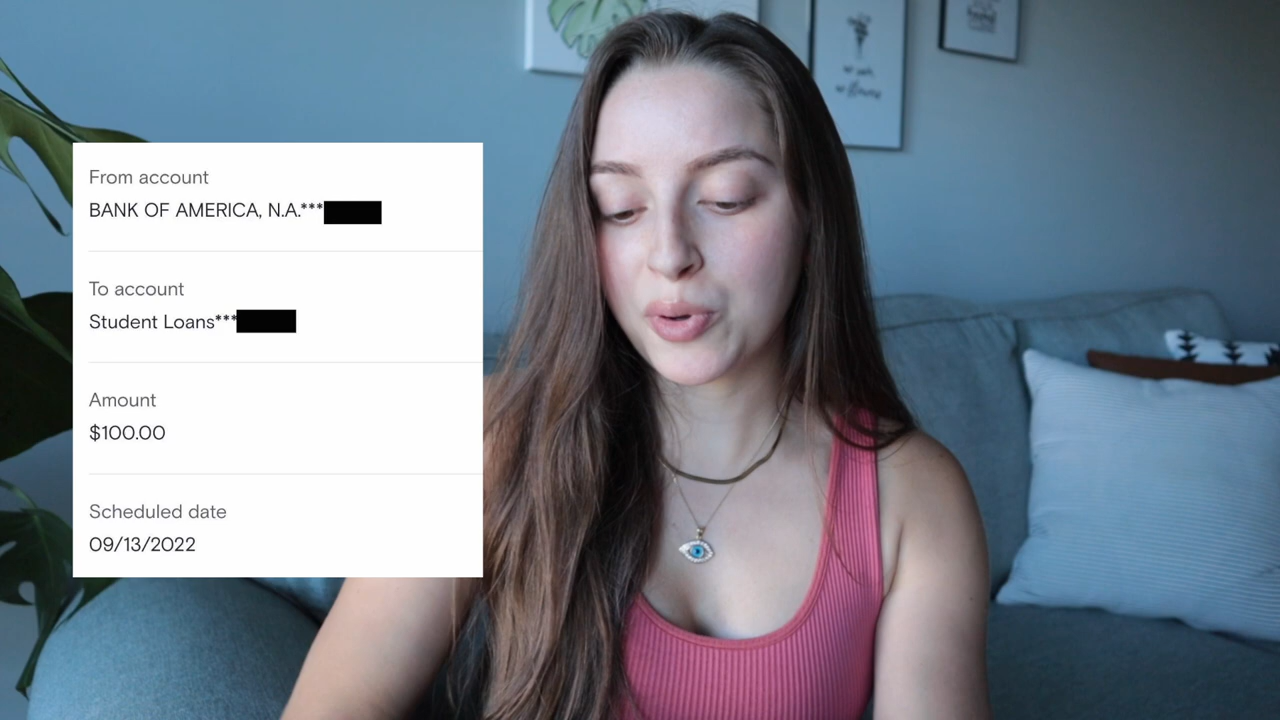 From account
BANK OF AMERICA, N.A.***
To account
Student Loans***
Amount
$100.00
Scheduled date
09/13/2022